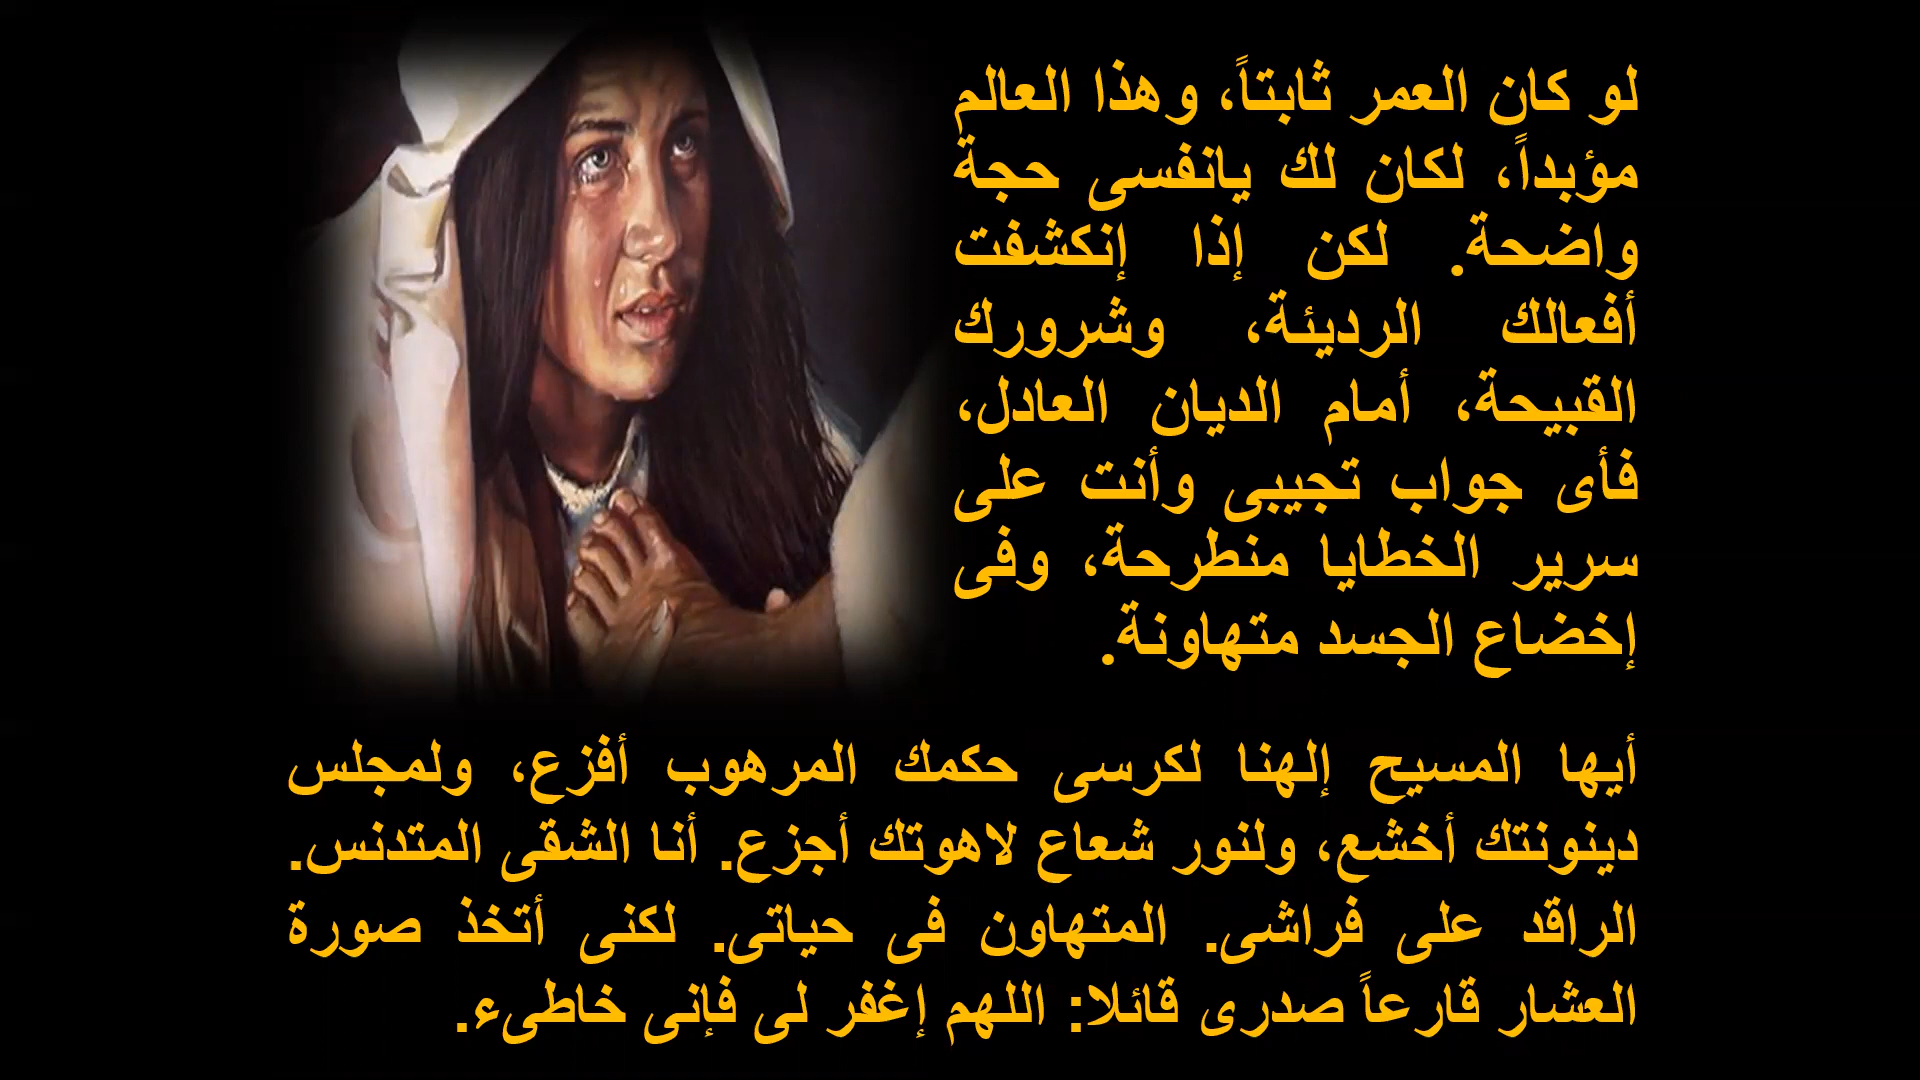 لو كان العمر ثابتاً، وهذا العالم
مؤبداً، لكان لك يانفسى حجة
واضحة. لكن إذا إنكشفت
أفعالك الرديئة، وشرورك
القبيحة، أمام الديان العادل،
فأى جواب تجيبى وأنت على
سرير الخطايا منطرحة، وفى
إخضاع الجسد متهاونة.
أيها المسيح إلهنا لكرسى حكمك المرهوب أفزع، ولمجلس
دينونتك أخشع، ولنور شعاع لاهوتك أجزع. أنا الشقى المتدنس.
الراقد على فراشى. المتهاون فى حياتى. لكنى أتخذ صورة
العشار قارعاً صدرى قائلا: اللهم إغفر لى فإنى خاطىء.